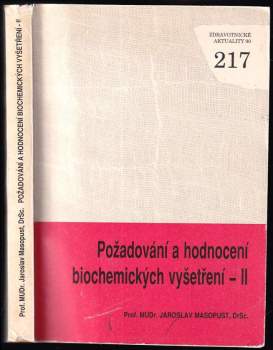 Prof. MUDr. Jaroslav Masopust, DrSc. POŽADOVÁNÍ A HODNOCENÍ BIOCHEMICKÝCH VYŠETŘENÍ - II
ZDRAVOTNICKÉ
AKTUALITY 90
217
Požadování a hodnocení
biochemických vyšetření – II
Prof. MUDr. JAROSLAV MASOPUST, DrSc.